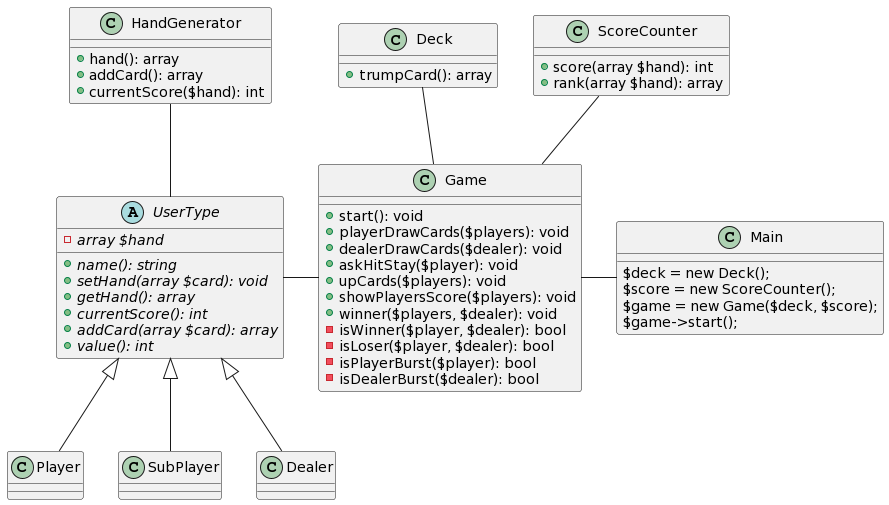 C HandGenerator
hand(): array
addCard(): array
currentScore($hand): int
C Deck
trumpCard(): array
C ScoreCounter
score(array $hand): int
rank(array $hand): array
A UserType
array $hand
name(): string
setHand(array $card): void
getHand(): array
currentScore(): int
addCard(array $card): array
value(): int
C Game
start(): void
playerDrawCards($players): void
dealerDrawCards($dealer): void
askHitStay($player): void
upCards($players): void
showPlayersScore($players): void
winner($players, $dealer): void
isWinner($player, $dealer): bool
isLoser($player, $dealer): bool
isPlayerBurst($player): bool
isDealerBurst($dealer): bool
C Main
$deck = new Deck();
$score = new ScoreCounter();
$game = new Game($deck, $score);
$game->start();
C Player
C SubPlayer
C Dealer